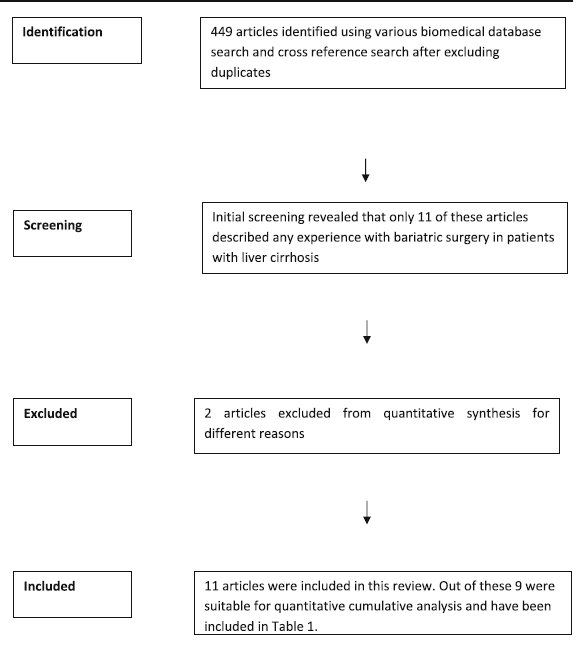 Identification
449 articles identified using various biomedical database
search and cross reference search after excluding
duplicates
Screening
Initial screening revealed that only 11 of these articles
described any experience with bariatric surgery in patients
with liver cirrhosis
Excluded
2 articles excluded from quantitative synthesis for
different reasons
Included
11 articles were included in this review. Out of these 9 were
suitable for quantitative cumulative analysis and have been
included in Table 1.